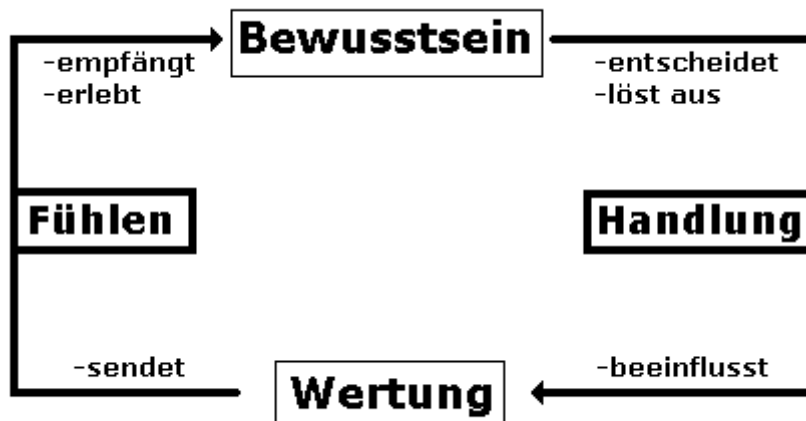 Bewusstsein
-empfängt
-erlebt
-entscheidet
-löst aus
Fühlen
Handlung
-sendet
-beeinflusst
Wertung